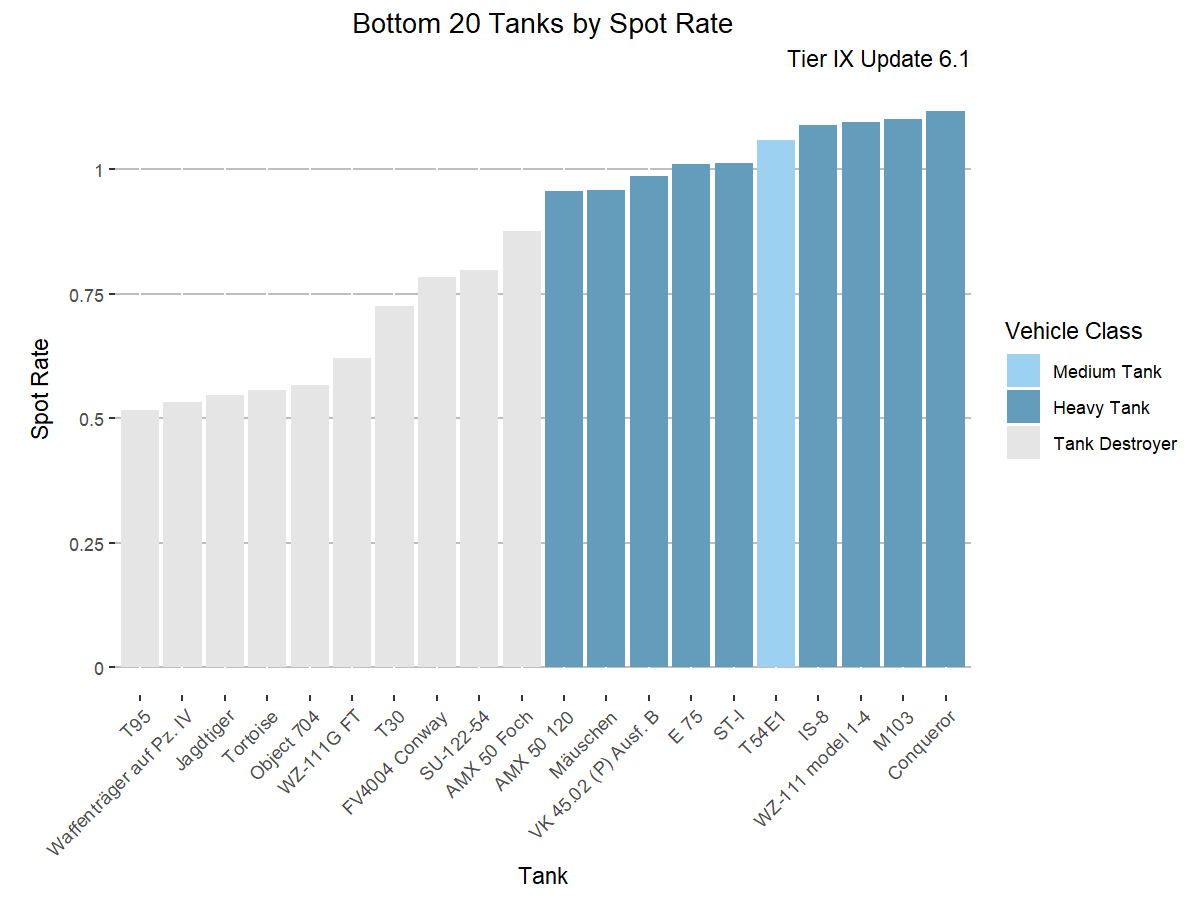 Bottom 20 Tanks by Spot Rate
Tier IX Update 6.1
1
0.75
0.5
0.25
0
Spot Rate
T95
Waffenträger auf Pz. IV
Jagdtiger
Tortoise
Object 704
WZ-111G FT
T30
FV4004 Conway
SU-122-54
AMX 50 Foch
AMX 50 120
Mäuschen
VK 45.02 (P) Ausf. B
E 75
ST-I
T54E1
IS-8
WZ-111 model 1-4
M103
Conqueror
Tank
Vehicle Class
Medium Tank
Heavy Tank
Tank Destroyer